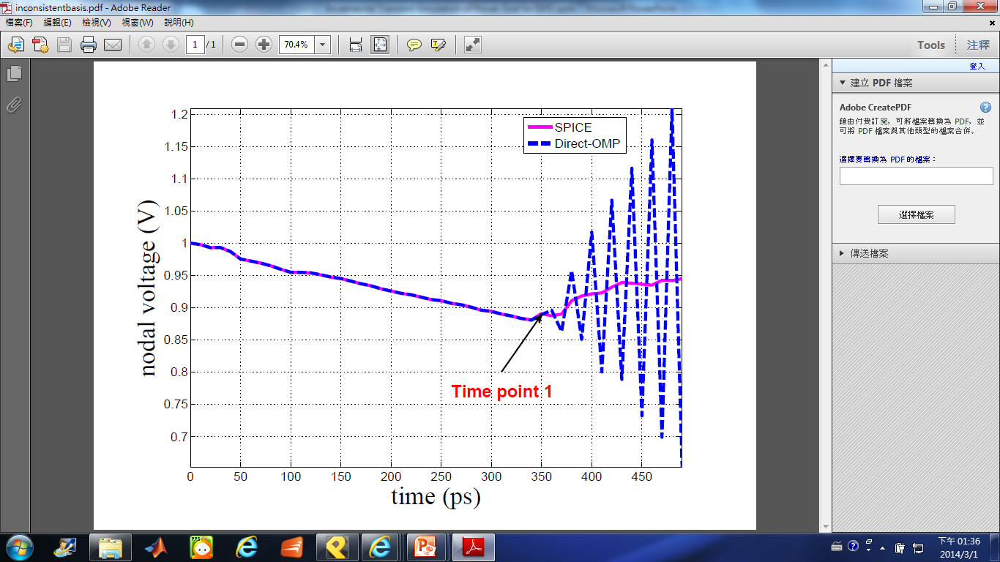 inconsistentbasis.pdf - Adobe Reader
檔案(F) 編輯(E) 檢視(V) 視窗(W) 說明(H)
1 / 1 70.4% Tools 注釋
登入
建立 PDF 檔案
Adobe CreatePDF
藉由付費訂閱，可將檔案轉換為 PDF，並
可將 PDF 檔案與其他類型的檔案合併。
選擇要轉換為 PDF 的檔案：
選擇檔案
傳送檔案
SPICE
Direct-OMP
nodal voltage (V)
1.2
1.15
1.1
1.05
1
0.95
0.9
0.85
0.8
0.75
0.7
Time point 1
0 50 100 150 200 250 300 350 400 450
time (ps)
下午 01:36
2014/3/1